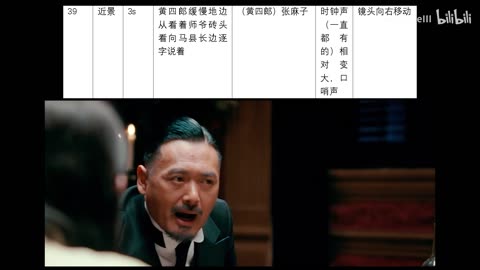 39 近景 3s 黄四郎缓慢地边 （黄四郎）张麻子 时钟声 镜头向右移动
从看着师爷砖头 （一直
看向马县长边逐 都有
字说着 的）相
对变
大、口
哨声
bilibili